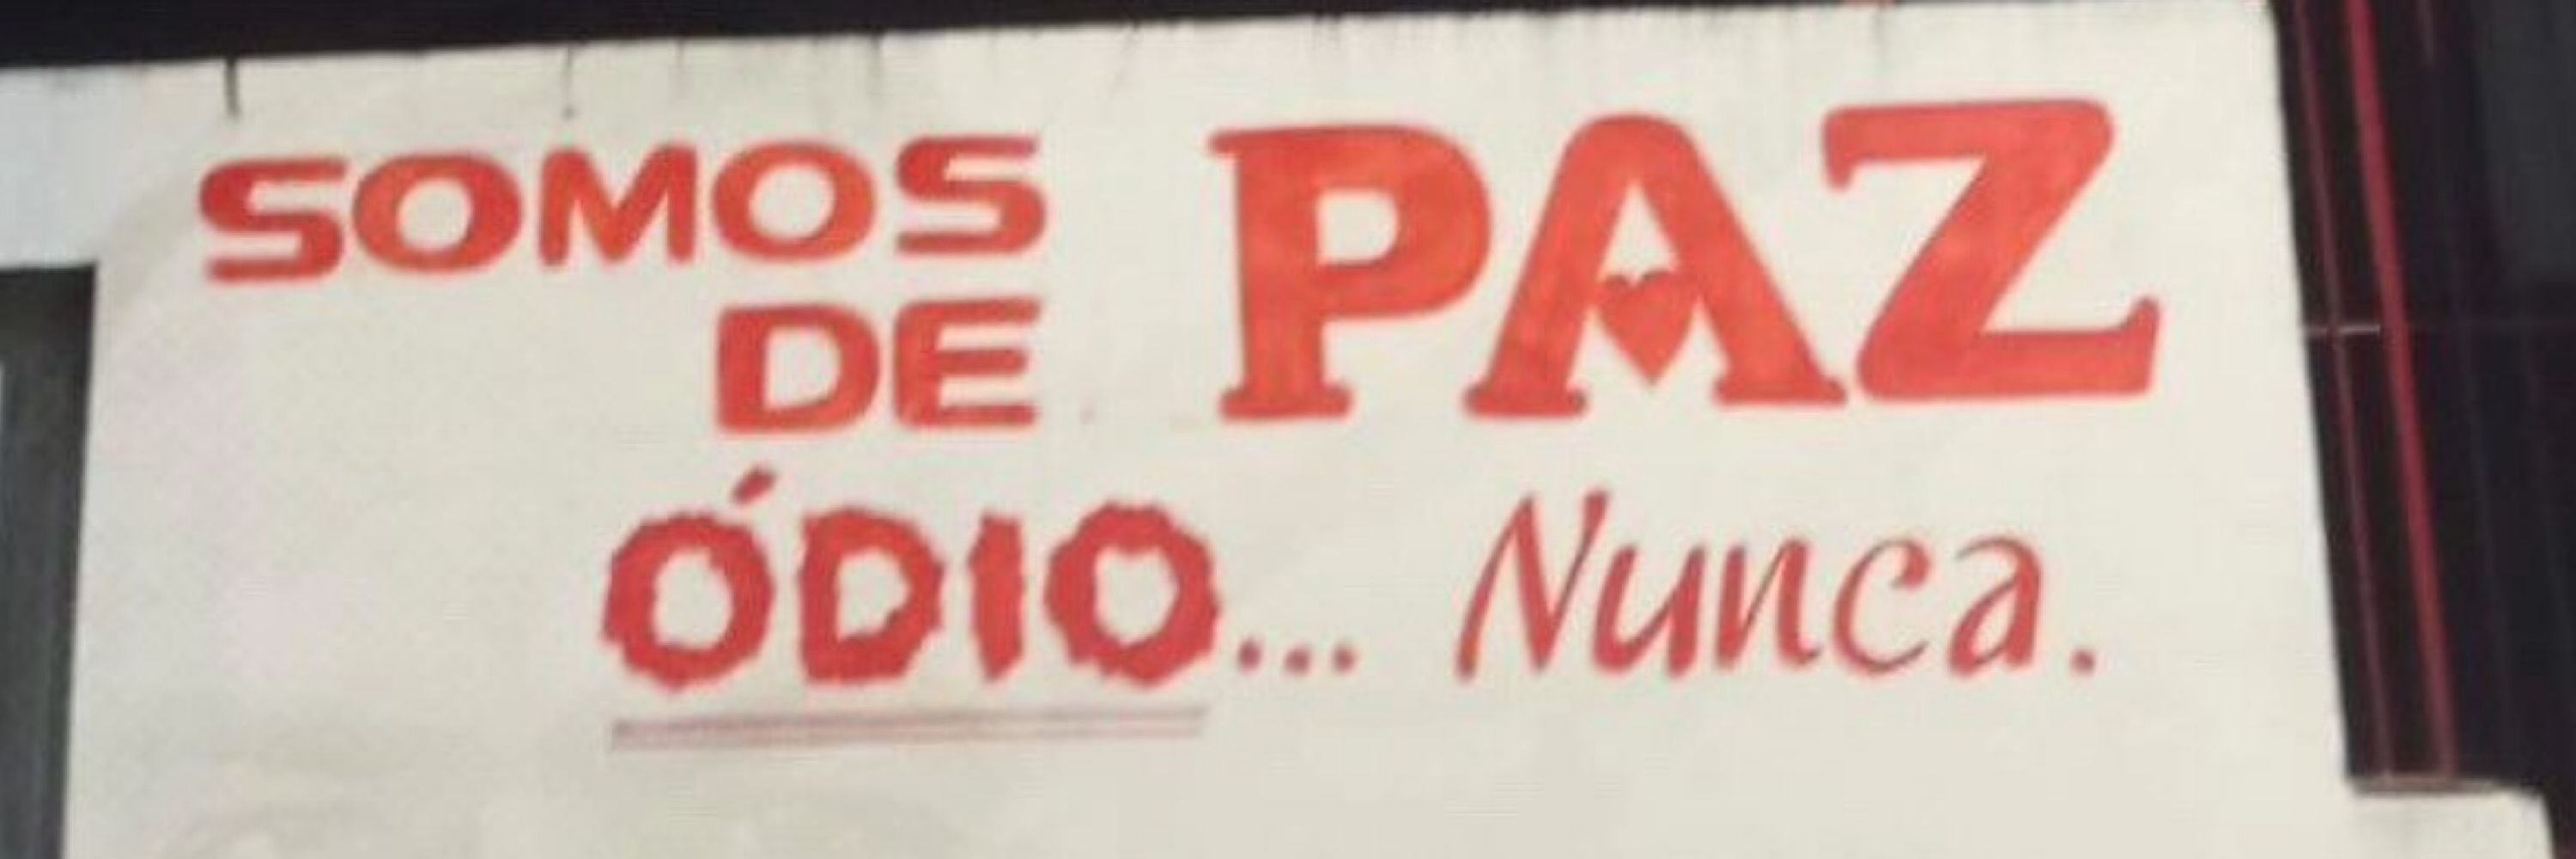 SOMOS
DE PAZ
ÓDIO... Nunca.